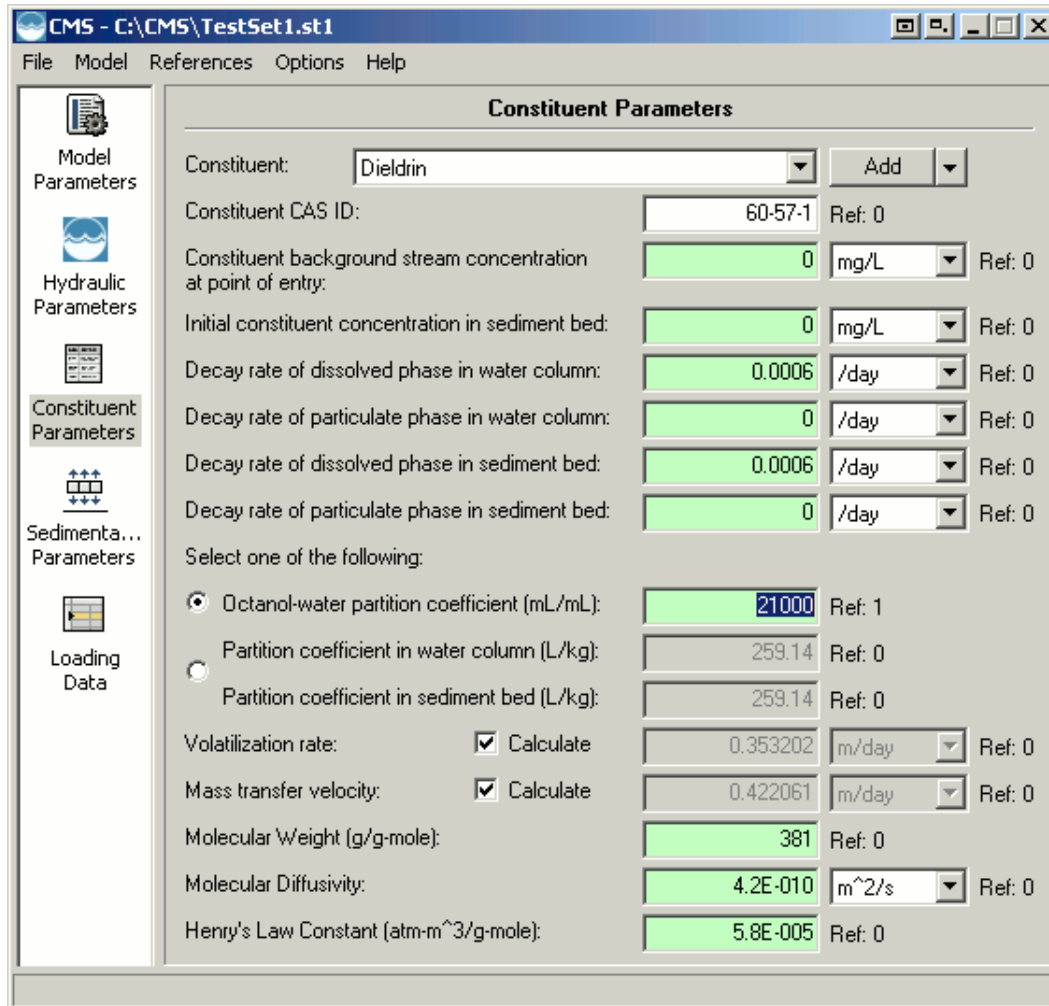 CMS - C:\CMS\TestSet1.st1
File Model References Options Help
Model
Parameters
Hydraulic
Parameters
Constituent
Parameters
Sedimenta...
Parameters
Loading
Data
Constituent Parameters
Constituent: Dieldrin Add
Constituent CAS ID: 60-57-1 Ref: 0
Constituent background stream concentration
at point of entry: 0 mg/L Ref: 0
Initial constituent concentration in sediment bed: 0 mg/L Ref: 0
Decay rate of dissolved phase in water column: 0.0006 /day Ref: 0
Decay rate of particulate phase in water column: 0 /day Ref: 0
Decay rate of dissolved phase in sediment bed: 0.0006 /day Ref: 0
Decay rate of particulate phase in sediment bed: 0 /day Ref: 0
Select one of the following:
Octanol-water partition coefficient (mL/mL): 21000 Ref: 1
Partition coefficient in water column (L/kg): 259.14 Ref: 0
Partition coefficient in sediment bed (L/kg): 259.14 Ref: 0
Volatilization rate: Calculate 0.353202 m/day Ref: 0
Mass transfer velocity: Calculate 0.422061 m/day Ref: 0
Molecular Weight (g/g-mole): 381 Ref: 0
Molecular Diffusivity: 4.2E-010 m^2/s Ref: 0
Henry's Law Constant (atm-m^3/g-mole): 5.8E-005 Ref: 0